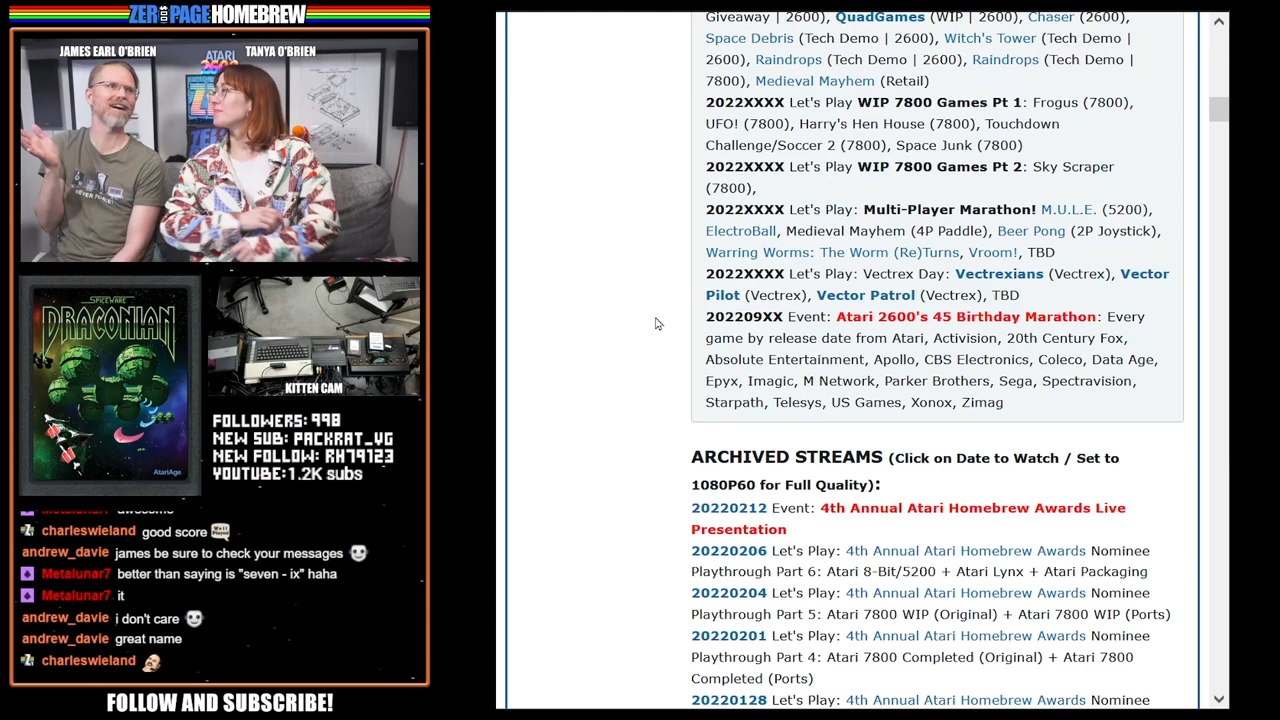 ZER0PAGE HOMEBREW
JAMES EARL O'BRIEN
TANYA O'BRIEN
ATARI
2600
NEVER FORGET
SPICEWARE
DRACONIAN
AtariAge
KITTEN CAM
FOLLOWERS: 998
NEW SUB: PACKRAT_VG
NEW FOLLOW: RH79123
YOUTUBE:1.2K subs
Metalunar7 awesome
charleswieland good score
andrew_davie james be sure to check your messages
Metalunar7 better than saying is "seven - ix" haha
Metalunar7 it
andrew_davie i don't care
andrew_davie great name
charleswieland
FOLLOW AND SUBSCRIBE!
Giveaway | 2600), QuadGames (WIP | 2600), Chaser (2600),
Space Debris (Tech Demo | 2600), Witch's Tower (Tech Demo |
2600), Raindrops (Tech Demo | 2600), Raindrops (Tech Demo |
7800), Medieval Mayhem (Retail)
2022XXXX Let's Play WIP 7800 Games Pt 1: Frogus (7800),
UFO! (7800), Harry's Hen House (7800), Touchdown
Challenge/Soccer 2 (7800), Space Junk (7800)
2022XXXX Let's Play WIP 7800 Games Pt 2: Sky Scraper
(7800),
2022XXXX Let's Play: Multi-Player Marathon! M.U.L.E. (5200),
ElectroBall, Medieval Mayhem (4P Paddle), Beer Pong (2P Joystick),
Warring Worms: The Worm (Re)Turns, Vroom!, TBD
2022XXXX Let's Play: Vectrex Day: Vectrexians (Vectrex), Vector
Pilot (Vectrex), Vector Patrol (Vectrex), TBD
202209XX Event: Atari 2600's 45 Birthday Marathon: Every
game by release date from Atari, Activision, 20th Century Fox,
Absolute Entertainment, Apollo, CBS Electronics, Coleco, Data Age,
Epyx, Imagic, M Network, Parker Brothers, Sega, Spectravision,
Starpath, Telesys, US Games, Xonox, Zimag
ARCHIVED STREAMS (Click on Date to Watch / Set to
1080P60 for Full Quality):
20220212 Event: 4th Annual Atari Homebrew Awards Live
Presentation
20220206 Let's Play: 4th Annual Atari Homebrew Awards Nominee
Playthrough Part 6: Atari 8-Bit/5200 + Atari Lynx + Atari Packaging
20220204 Let's Play: 4th Annual Atari Homebrew Awards Nominee
Playthrough Part 5: Atari 7800 WIP (Original) + Atari 7800 WIP (Ports)
20220201 Let's Play: 4th Annual Atari Homebrew Awards Nominee
Playthrough Part 4: Atari 7800 Completed (Original) + Atari 7800
Completed (Ports)
20220128 Let's Play: 4th Annual Atari Homebrew Awards Nominee